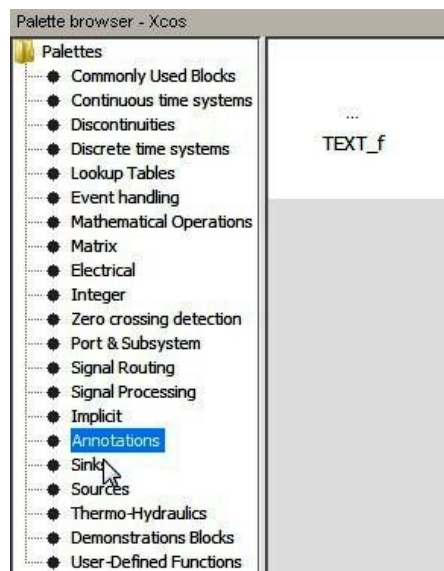 Palette browser - Xcos
Palettes
Commonly Used Blocks
Continuous time systems
Discontinuities
Discrete time systems
Lookup Tables
Event handling
Mathematical Operations
Matrix
Electrical
Integer
Zero crossing detection
Port & Subsystem
Signal Routing
Signal Processing
Implicit
Annotations
Sinks
Sources
Thermo-Hydraulics
Demonstrations Blocks
User-Defined Functions
...
TEXT_f